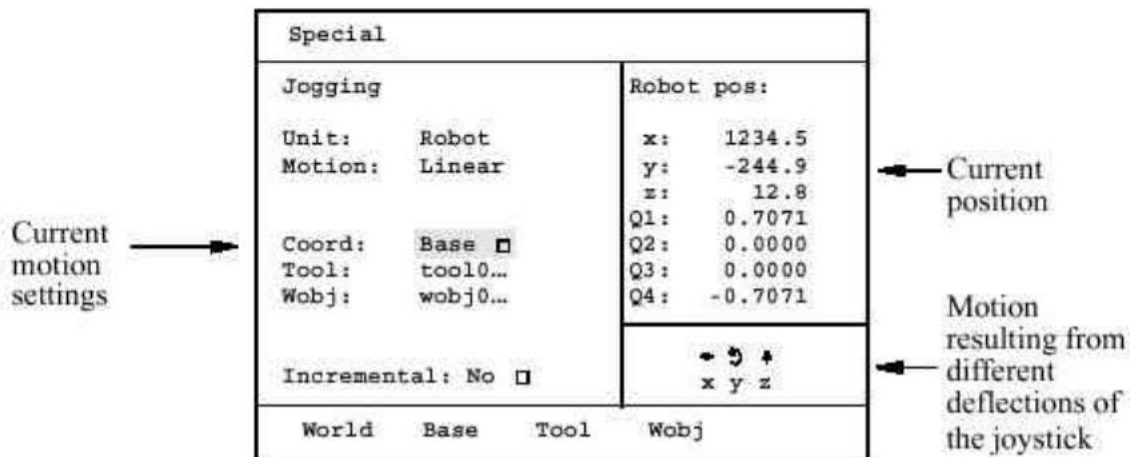 Special
Jogging
Unit: Robot
Motion: Linear
Coord: Base
Tool: tool0…
Wobj: wobj0…
Incremental: No
Robot pos:
x: 1234.5
y: -244.9
z: 12.8
Q1: 0.7071
Q2: 0.0000
Q3: 0.0000
Q4: -0.7071
x y z
World Base Tool Wobj
Current
motion
settings
Current
position
Motion
resulting from
different
deflections of
the joystick